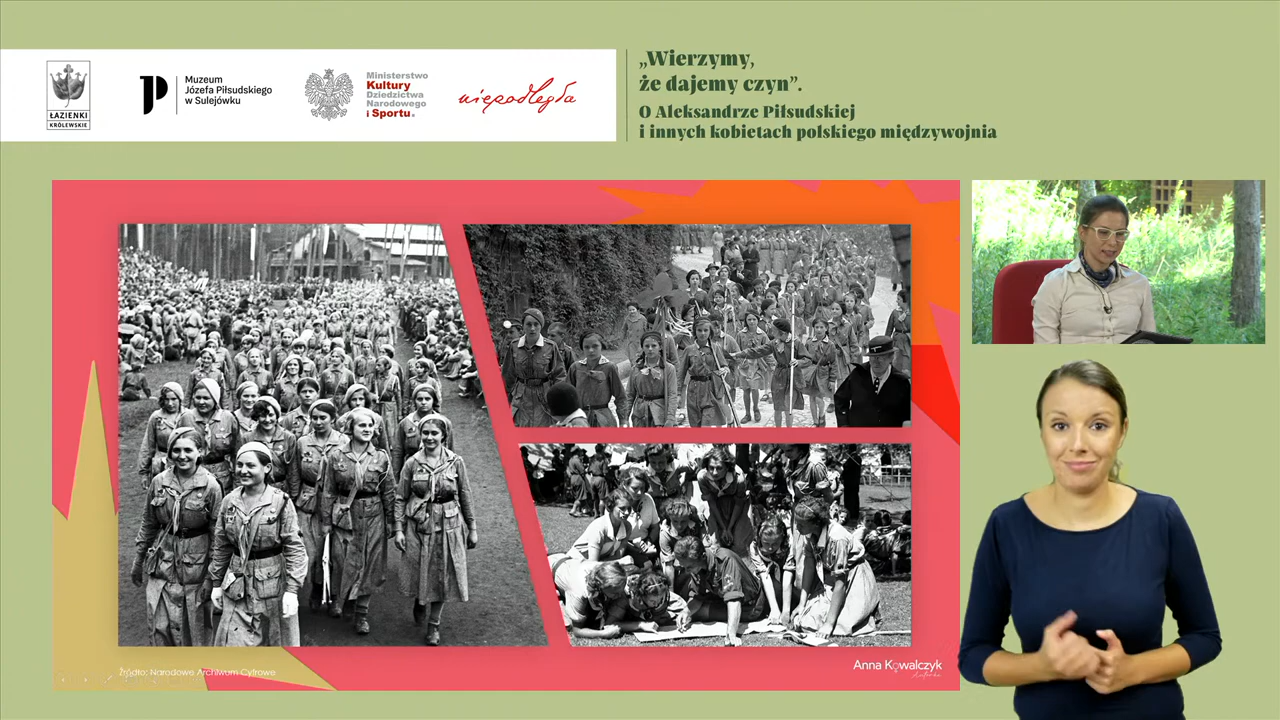 ŁAZIENKI
KRÓLEWSKIE
Muzeum
Józefa Piłsudskiego
w Sulejówku
Ministerstwo
Kultury
Dziedzictwa
Narodowego
i Sportu.
niepodległa
„Wierzymy,
że dajemy czyn”.
O Aleksandrze Piłsudskiej
i innych kobietach polskiego międzywojnia
Źródło: Narodowe Archiwum Cyfrowe
Anna Kowalczyk
autorka